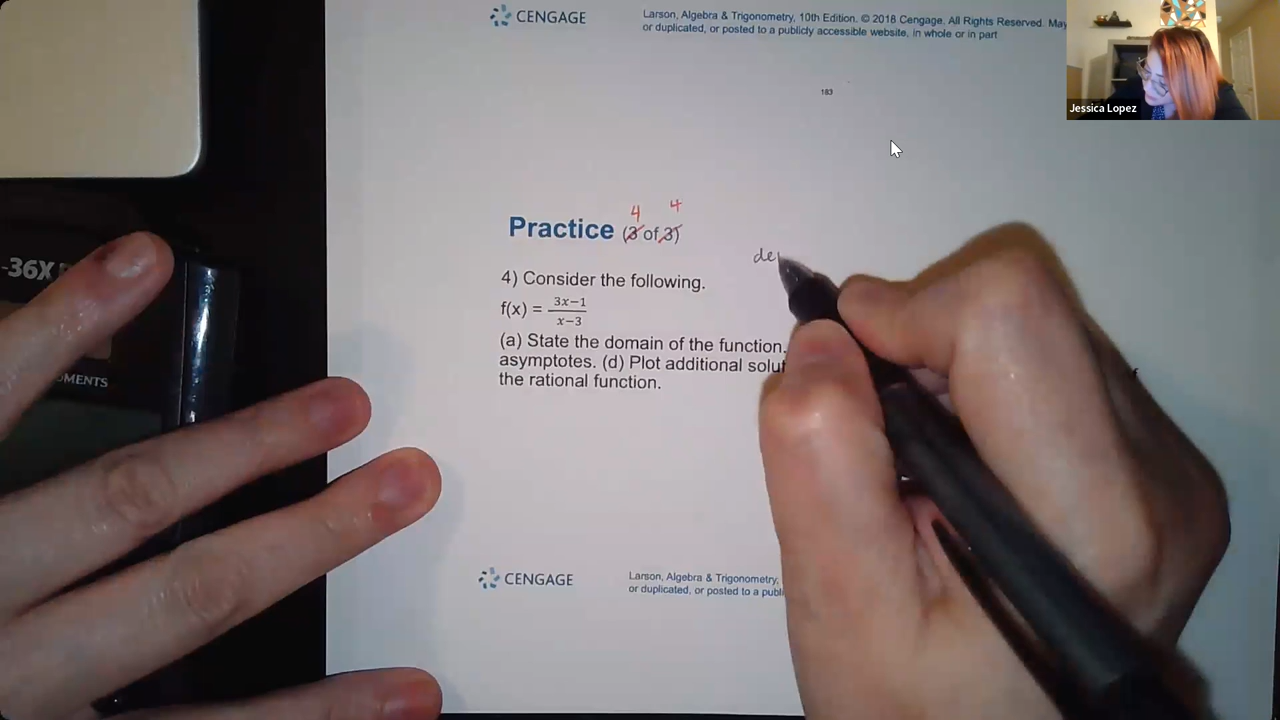 CENGAGE
Larson, Algebra & Trigonometry, 10th Edition. © 2018 Cengage. All Rights Reserved. May
or duplicated, or posted to a publicly accessible website, in whole or in part
Jessica Lopez
183
4 4
Practice (3 of 3)
de
4) Consider the following.
f(x) = 3x−1
x−3
(a) State the domain of the function.
asymptotes. (d) Plot additional solut
the rational function.
-36X
CENGAGE
Larson, Algebra & Trigonometry,
or duplicated, or posted to a publi